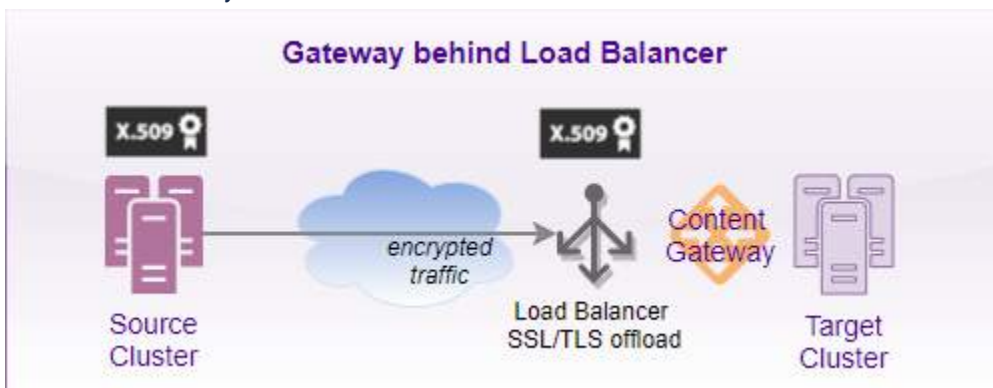 Gateway behind Load Balancer
X.509
X.509
encrypted
traffic
Content
Gateway
Load Balancer
SSL/TLS offload
Source
Cluster
Target
Cluster